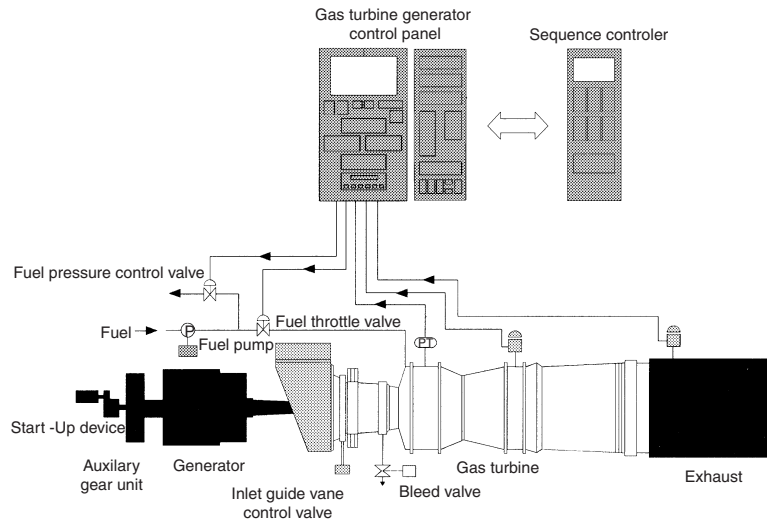 Gas turbine generator
control panel
Sequence controler
Fuel pressure control valve
Fuel
P
Fuel throttle valve
Fuel pump
PT
Start -Up device
Auxilary
gear unit
Generator
Inlet guide vane
control valve
Bleed valve
Gas turbine
Exhaust